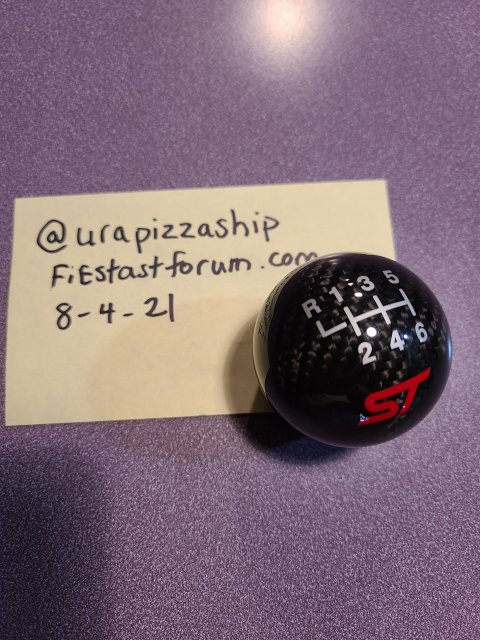 @urapizzaship
FiEstastforum.com
8-4-21
R 1 3 5
2 4 6
ST